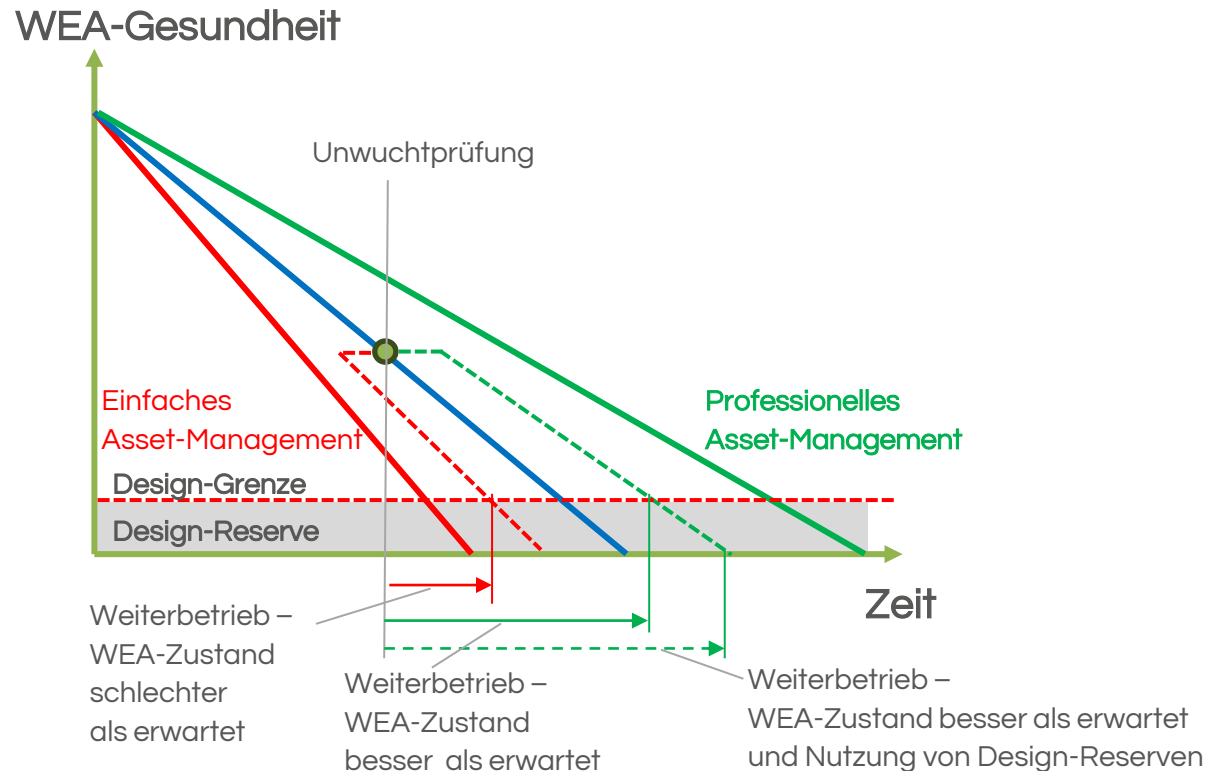 WEA-Gesundheit
Unwuchtprüfung
Einfaches
Asset-Management
Professionelles
Asset-Management
Design-Grenze
Design-Reserve
Zeit
Weiterbetrieb –
WEA-Zustand
schlechter
als erwartet
Weiterbetrieb –
WEA-Zustand
besser als erwartet
Weiterbetrieb –
WEA-Zustand besser als erwartet
und Nutzung von Design-Reserven